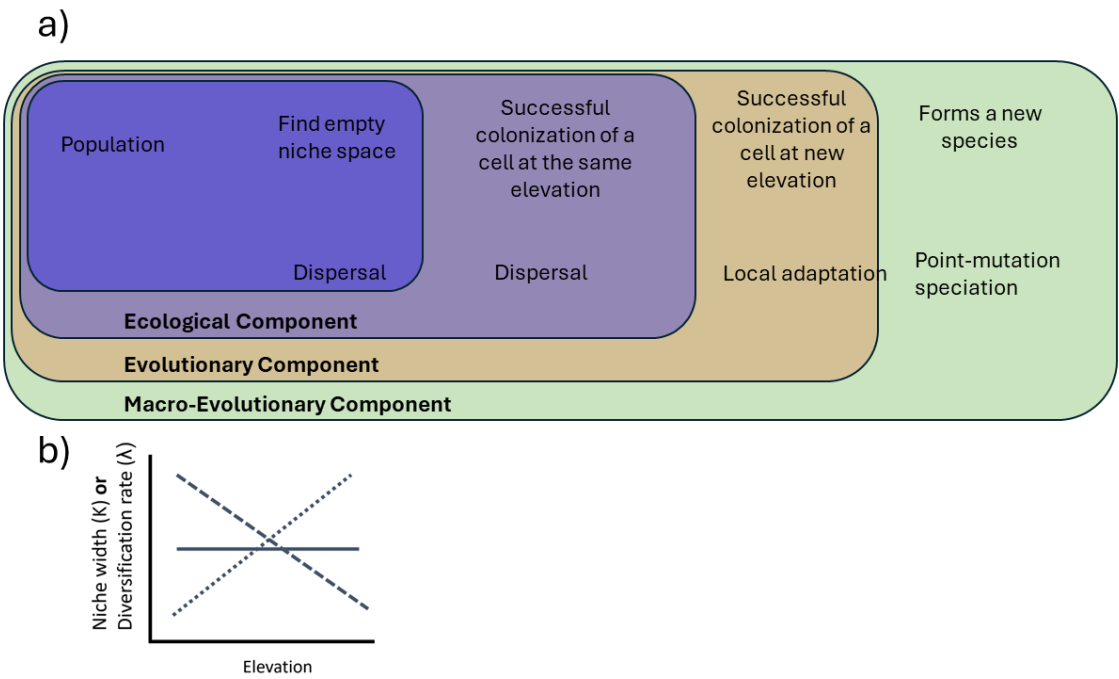 a)
Population
Find empty
niche space
Dispersal
Successful
colonization of a
cell at the same
elevation
Dispersal
Successful
colonization of a
cell at new
elevation
Local adaptation
Forms a new
species
Point-mutation
speciation
Ecological Component
Evolutionary Component
Macro-Evolutionary Component
b)
Niche width (K) or
Diversification rate (λ)
Elevation